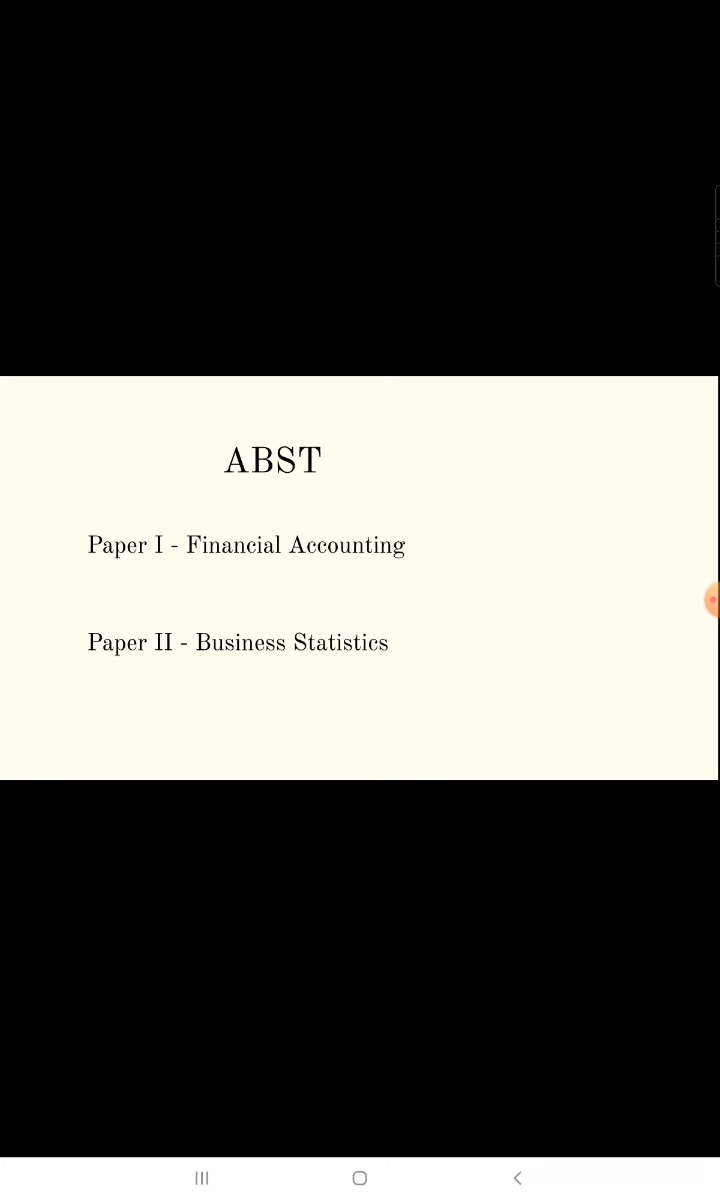 ABST
Paper I - Financial Accounting
Paper II - Business Statistics